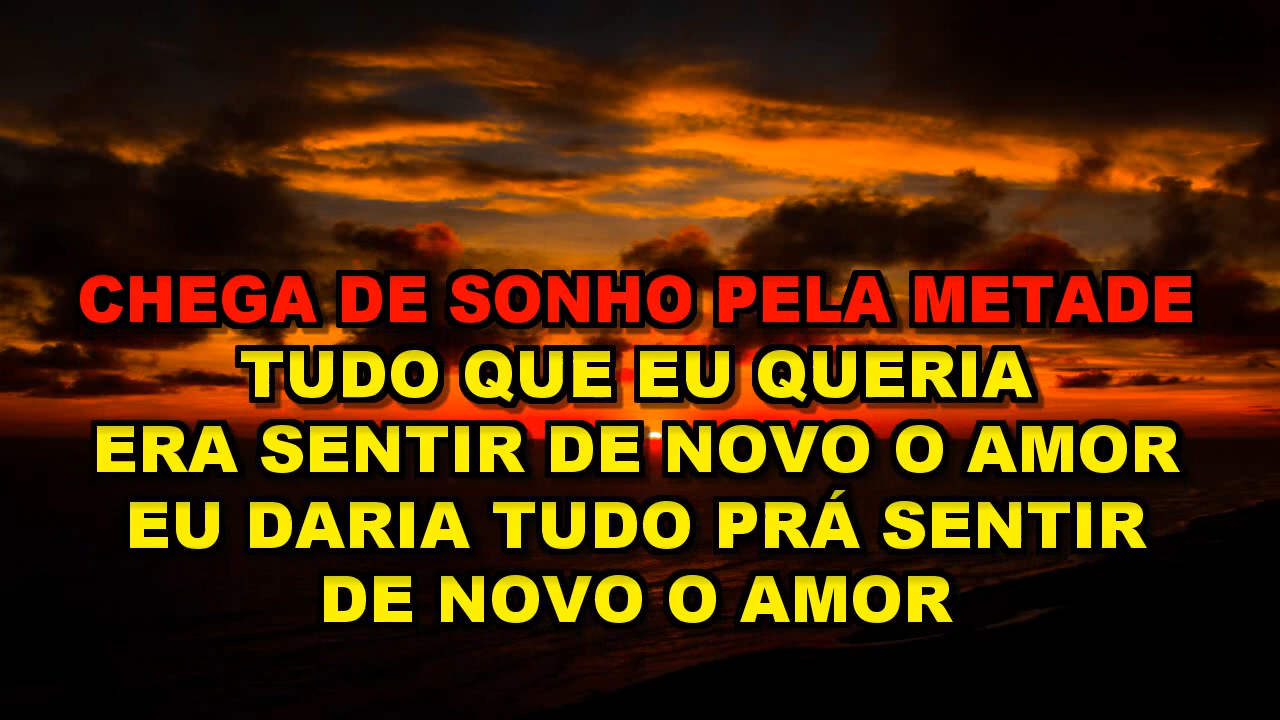 CHEGA DE SONHO PELA METADE
TUDO QUE EU QUERIA
ERA SENTIR DE NOVO O AMOR
EU DARIA TUDO PRÁ SENTIR
DE NOVO O AMOR